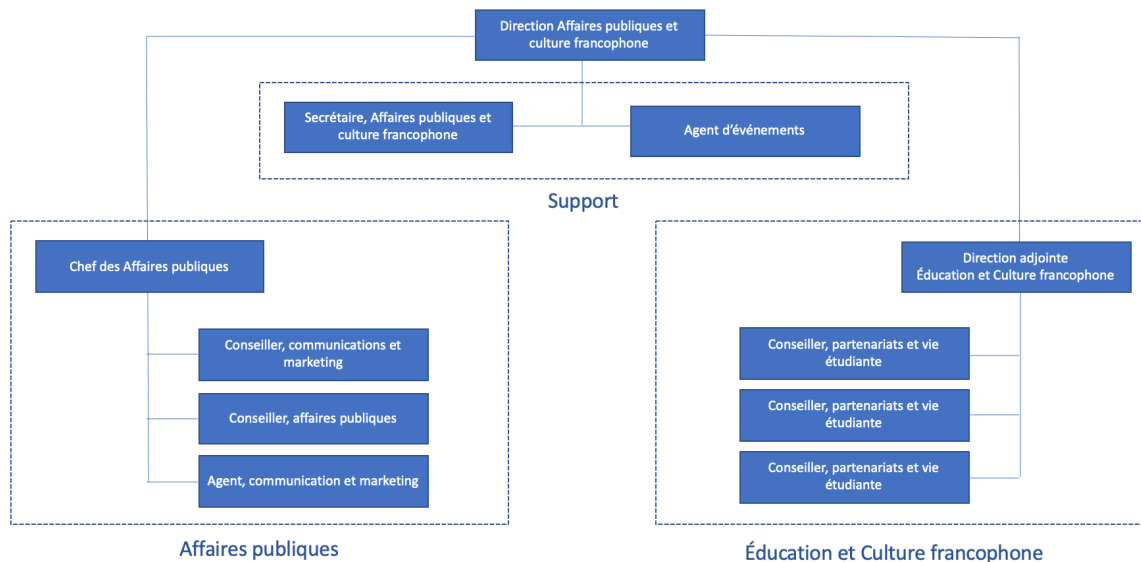 Direction Affaires publiques et
culture francophone
Secrétaire, Affaires publiques et
culture francophone
Agent d'événements
Support
Chef des Affaires publiques
Conseiller, communications et
marketing
Conseiller, affaires publiques
Agent, communication et marketing
Affaires publiques
Direction adjointe
Éducation et Culture francophone
Conseiller, partenariats et vie
étudiante
Conseiller, partenariats et vie
étudiante
Conseiller, partenariats et vie
étudiante
Éducation et Culture francophone